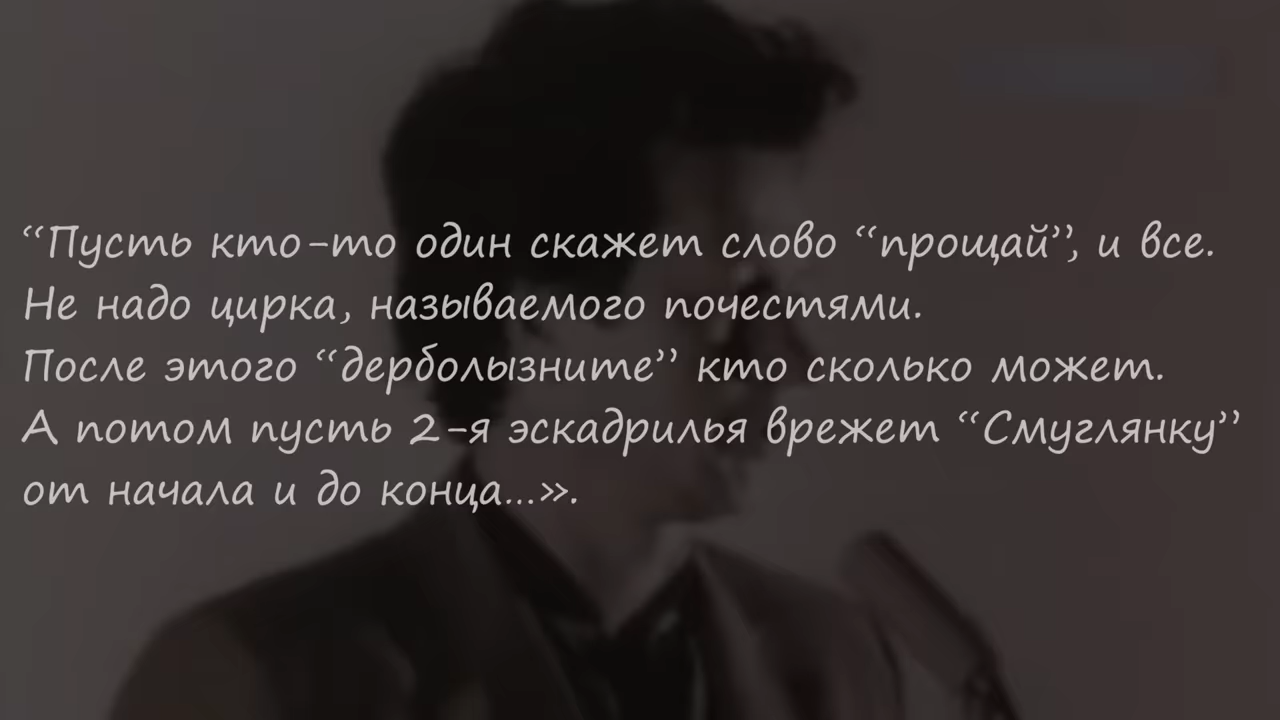 “Пусть кто-то один скажет слово “прощай”, и все.
Не надо цирка, называемого почестями.
После этого “дерболызните” кто сколько может.
А потом пусть 2-я эскадрилья врежет “Смуглянку”
от начала и до конца...».